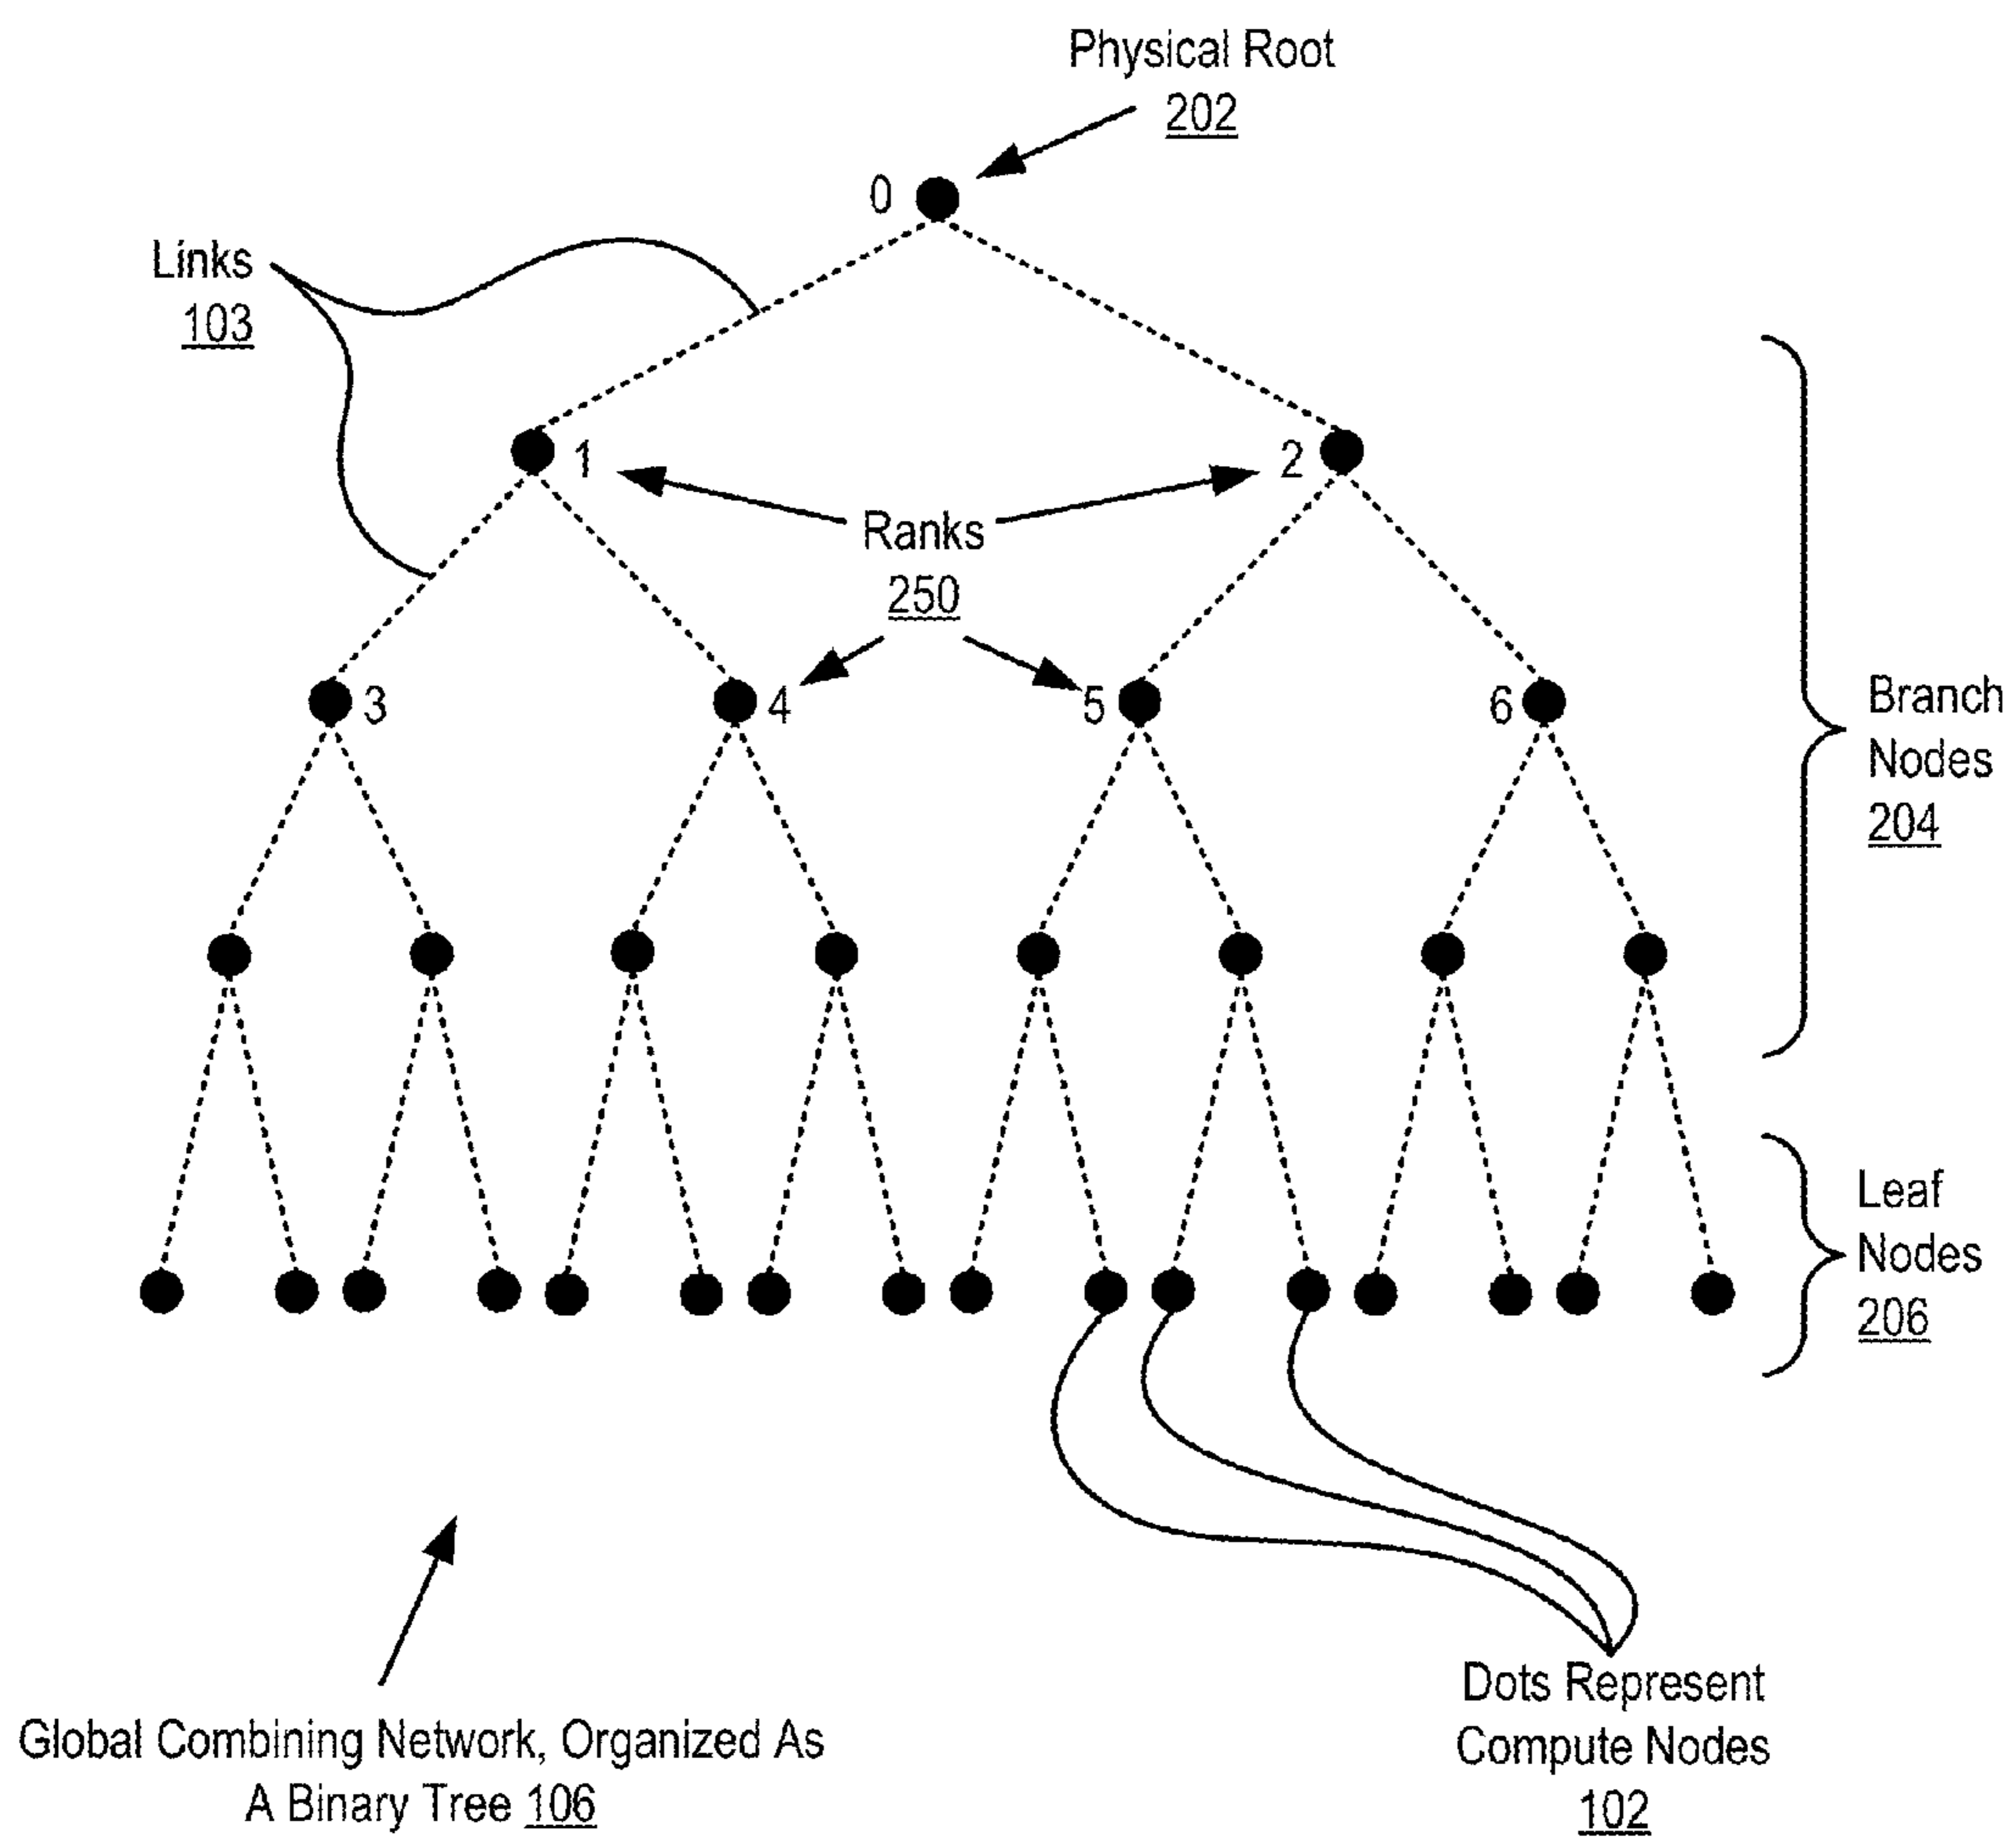 Physical Root
202
0
Links
103
1
2
Ranks
250
3
4
5
6
Branch
Nodes
204
Leaf
Nodes
206
Global Combining Network, Organized As
A Binary Tree 106
Dots Represent
Compute Nodes
102